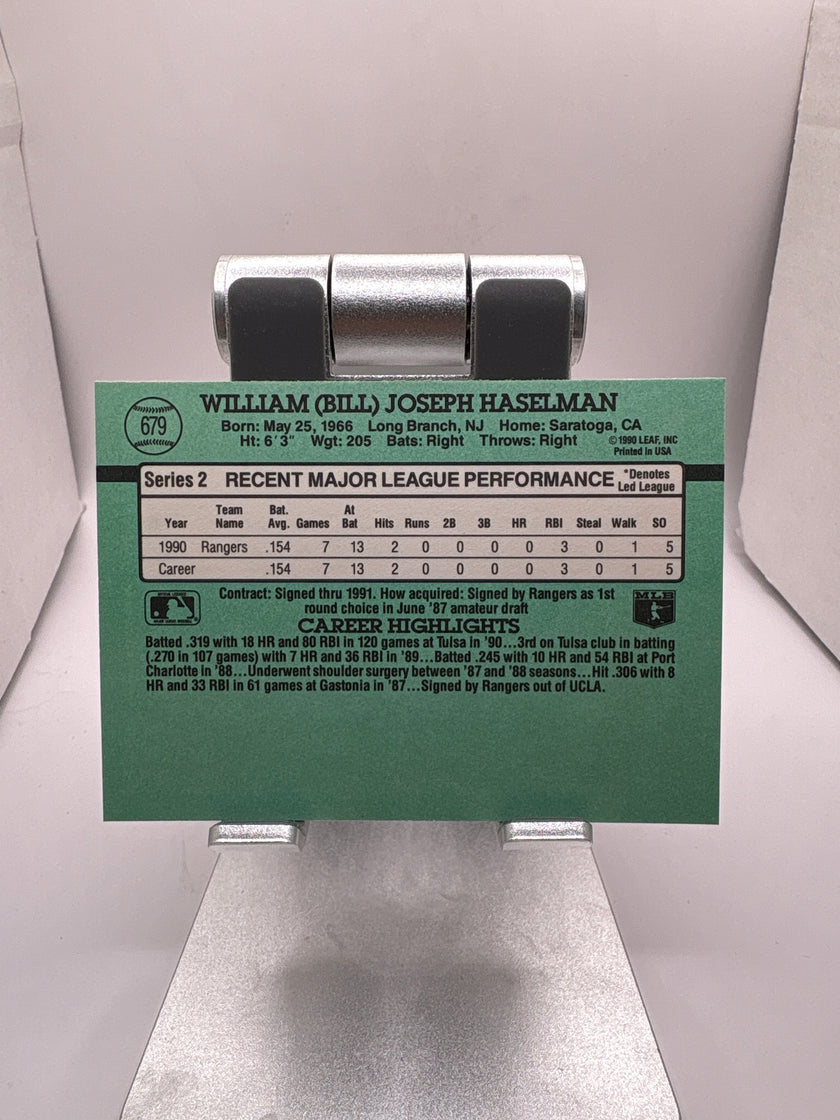 679
WILLIAM (BILL) JOSEPH HASELMAN
Born: May 25, 1966 Long Branch, NJ Home: Saratoga, CA
Ht: 6'3" Wgt: 205 Bats: Right Throws: Right
© 1990 LEAF, INC
Printed in USA
Series 2 RECENT MAJOR LEAGUE PERFORMANCE
*Denotes
Led League
Year Team Name Bat. Avg. Games At Bat Hits Runs 2B 3B HR RBI Steal Walk SO
1990 Rangers .154 7 13 2 0 0 0 0 3 0 1 5
Career .154 7 13 2 0 0 0 0 3 0 1 5
Contract: Signed thru 1991. How acquired: Signed by Rangers as 1st
round choice in June '87 amateur draft
MLB
CAREER HIGHLIGHTS
Batted .319 with 18 HR and 80 RBI in 120 games at Tulsa in '90...3rd on Tulsa club in batting
(.270 in 107 games) with 7 HR and 36 RBI in '89...Batted .245 with 10 HR and 54 RBI at Port
Charlotte in '88...Underwent shoulder surgery between '87 and '88 seasons...Hit .306 with 8
HR and 33 RBI in 61 games at Gastonia in '87...Signed by Rangers out of UCLA.